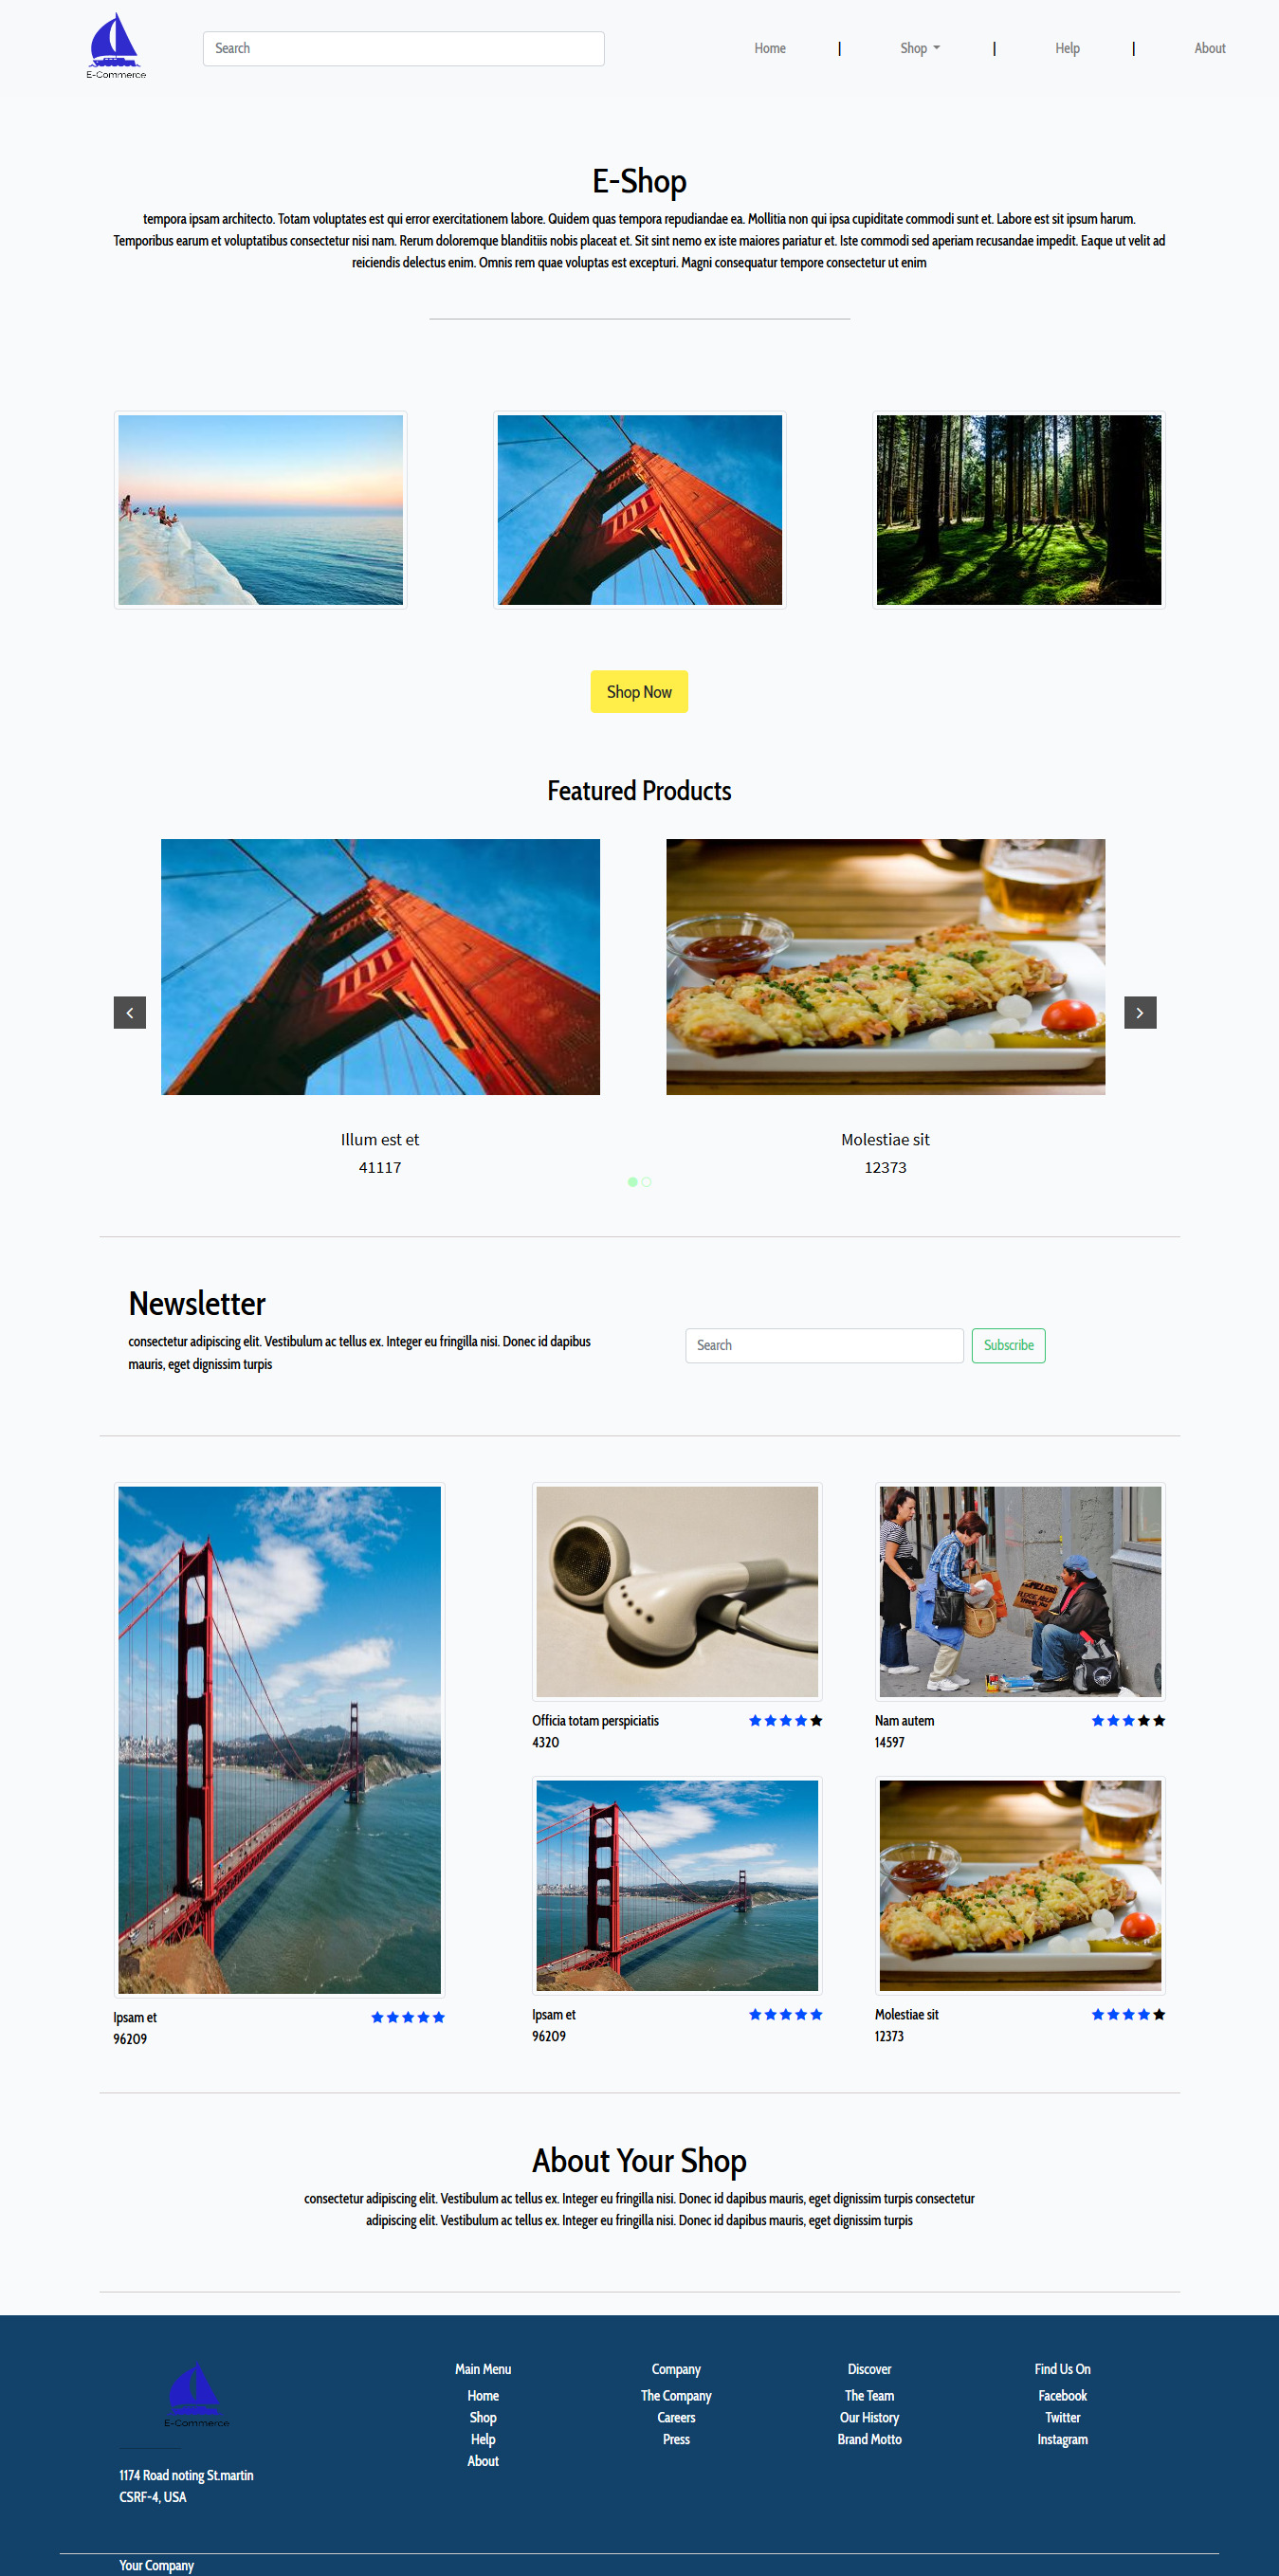 E-Commerce
Search
Home | Shop | Help | About
E-Shop
tempora ipsam architecto. Totam voluptates est qui error exercitationem labore. Quidem quas tempora repudiandae ea. Mollitia non qui ipsa cupiditate commodi sunt et. Labore est sit ipsum harum.
Temporibus earum et voluptatibus consectetur nisi nam. Rerum doloremque blanditiis nobis placeat et. Sit sint nemo ex iste maiores pariatur et. Iste commodi sed aperiam recusandae impedit. Eaque ut velit ad
reiciendis delectus enim. Omnis rem quae voluptas est excepturi. Magni consequatur tempore consectetur ut enim
Shop Now
Featured Products
Illum est et
41117
Molestiae sit
12373
Newsletter
consectetur adipiscing elit. Vestibulum ac tellus ex. Integer eu fringilla nisi. Donec id dapibus
mauris, eget dignissim turpis
Search
Subscribe
HOMELESS
Ipsam et
96209
Officia totam perspiciatis
4320
Nam autem
14597
Ipsam et
96209
Molestiae sit
12373
About Your Shop
consectetur adipiscing elit. Vestibulum ac tellus ex. Integer eu fringilla nisi. Donec id dapibus mauris, eget dignissim turpis consectetur
adipiscing elit. Vestibulum ac tellus ex. Integer eu fringilla nisi. Donec id dapibus mauris, eget dignissim turpis
E-Commerce
1174 Road noting St.martin
CSRF-4, USA
Main Menu
Home
Shop
Help
About
Company
The Company
Careers
Press
Discover
The Team
Our History
Brand Motto
Find Us On
Facebook
Twitter
Instagram
Your Company